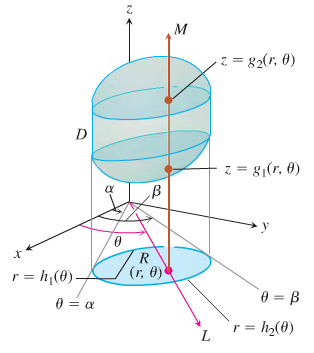 z
M
z = g₂(r, θ)
D
z = g₁(r, θ)
α
β
y
θ
x
R
r = h₁(θ)
(r, θ)
θ = α
θ = β
r = h₂(θ)
L